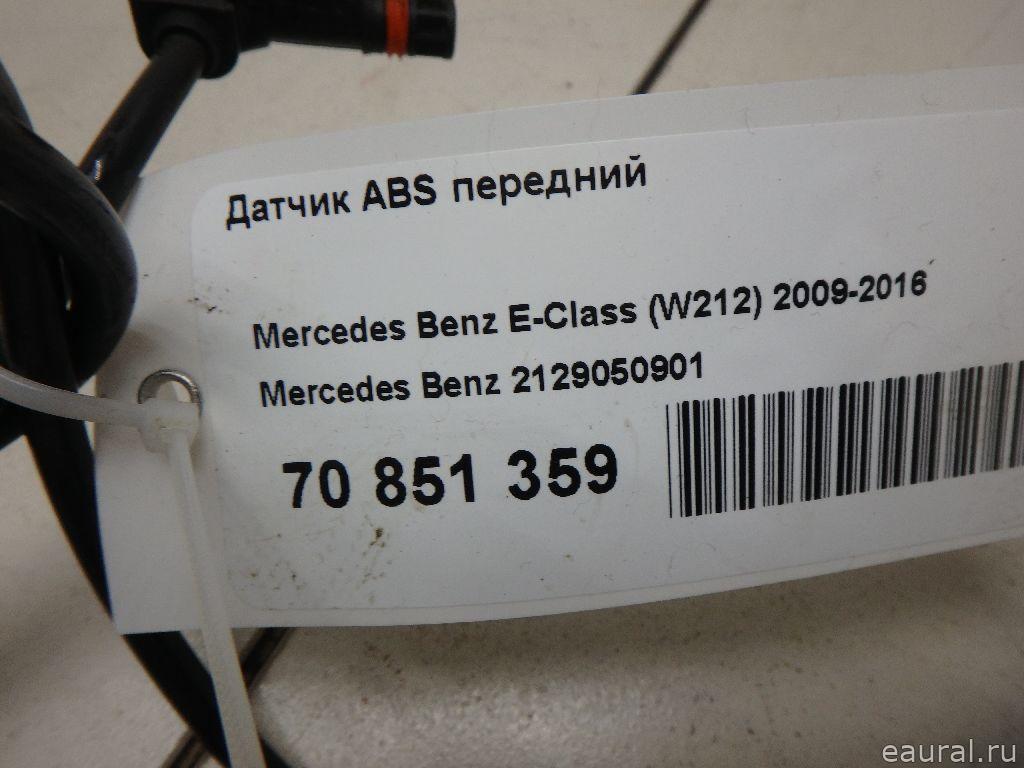 Датчик ABS передний
Mercedes Benz E-Class (W212) 2009-2016
Mercedes Benz 2129050901
70 851 359
eaural.ru